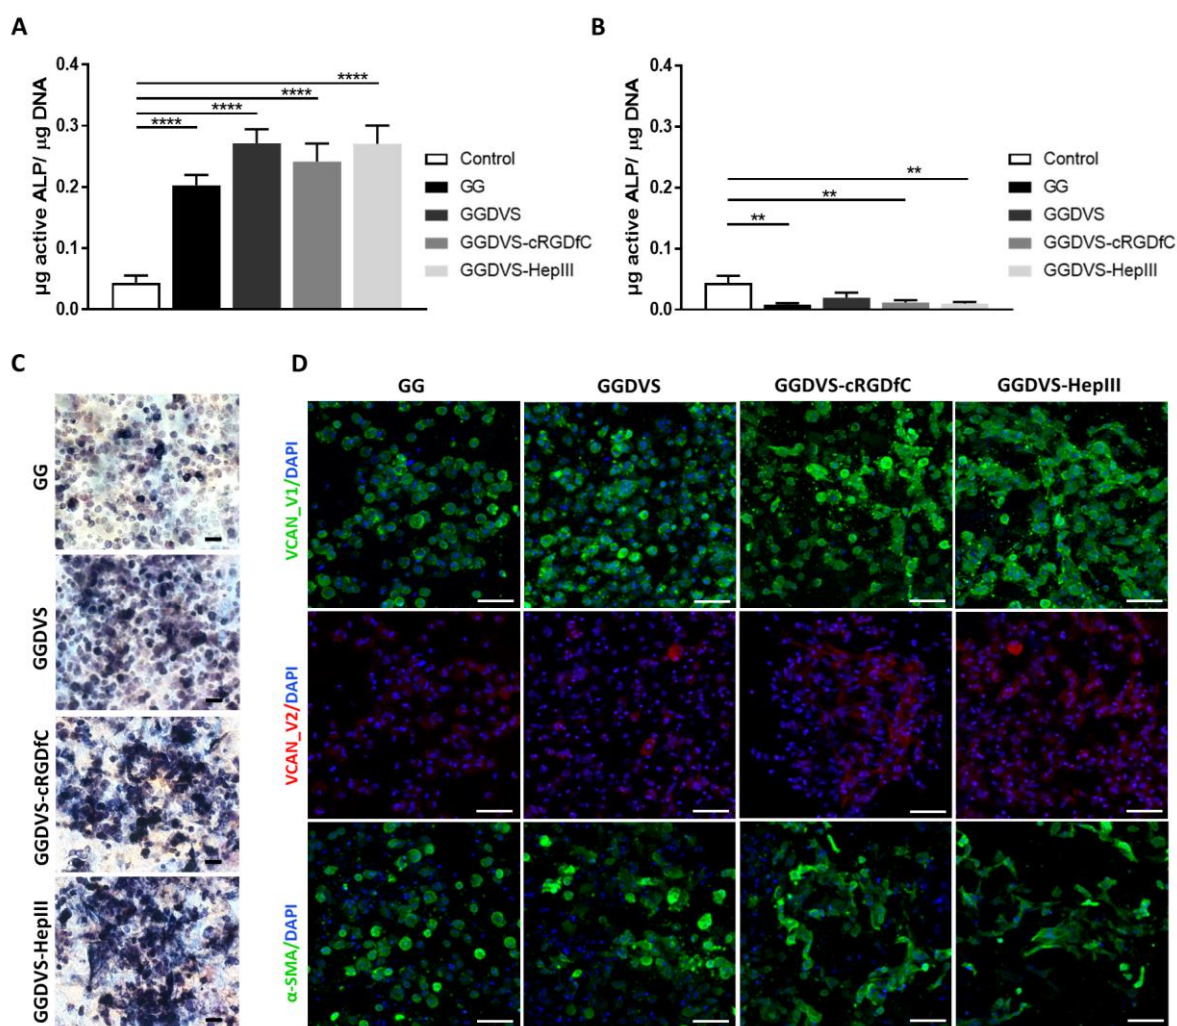 A
µg active ALP/ µg DNA
0.4
0.3
0.2
0.1
0.0
****
****
****
****
Control
GG
GGDVS
GGDVS-cRGDfC
GGDVS-HepIII
B
µg active ALP/ µg DNA
0.4
0.3
0.2
0.1
0.0
**
**
**
Control
GG
GGDVS
GGDVS-cRGDfC
GGDVS-HepIII
C
GG
GGDVS
GGDVS-cRGDfC
GGDVS-HepIII
D
GG GGDVS GGDVS-cRGDfC GGDVS-HepIII
VCAN_V1/DAPI
VCAN_V2/DAPI
α-SMA/DAPI